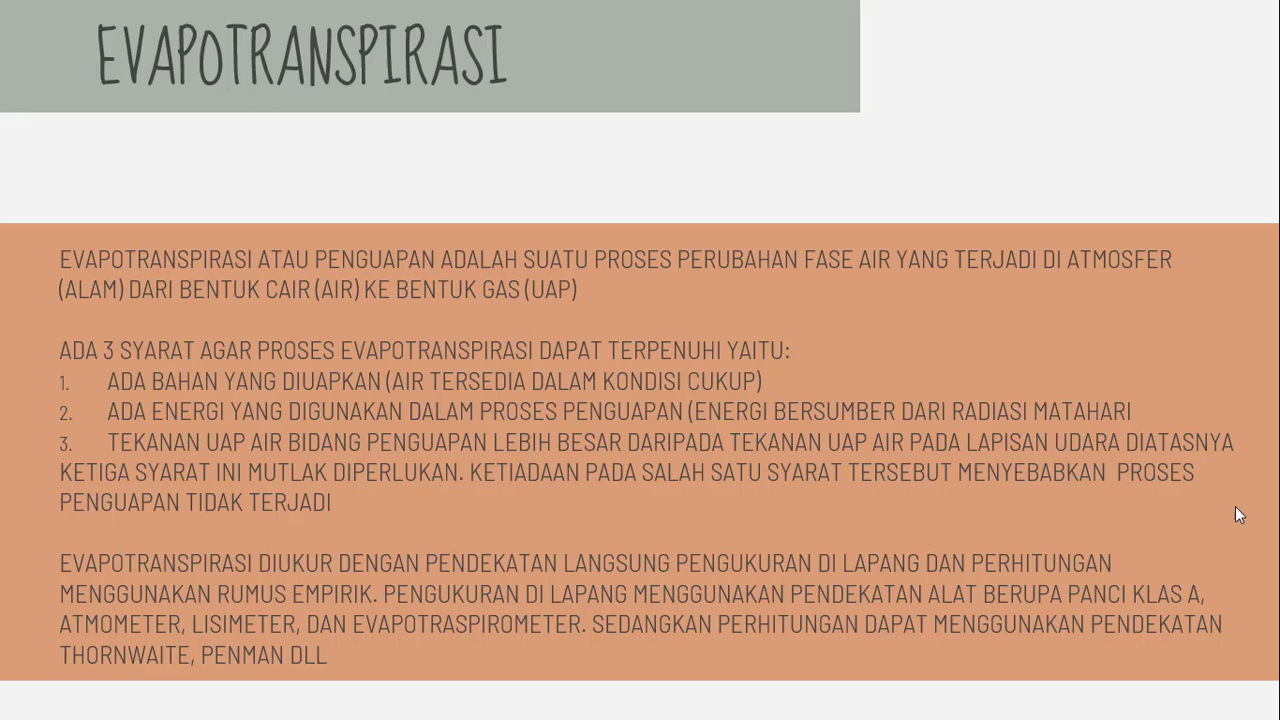 EVAPOTRANSPIRASI
EVAPOTRANSPIRASI ATAU PENGUAPAN ADALAH SUATU PROSES PERUBAHAN FASE AIR YANG TERJADI DI ATMOSFER
(ALAM) DARI BENTUK CAIR (AIR) KE BENTUK GAS (UAP)
ADA 3 SYARAT AGAR PROSES EVAPOTRANSPIRASI DAPAT TERPENUHI YAITU:
1. ADA BAHAN YANG DIUAPKAN (AIR TERSEDIA DALAM KONDISI CUKUP)
2. ADA ENERGI YANG DIGUNAKAN DALAM PROSES PENGUAPAN (ENERGI BERSUMBER DARI RADIASI MATAHARI
3. TEKANAN UAP AIR BIDANG PENGUAPAN LEBIH BESAR DARIPADA TEKANAN UAP AIR PADA LAPISAN UDARA DIATASNYA
KETIGA SYARAT INI MUTLAK DIPERLUKAN. KETIADAAN PADA SALAH SATU SYARAT TERSEBUT MENYEBABKAN PROSES
PENGUAPAN TIDAK TERJADI
EVAPOTRANSPIRASI DIUKUR DENGAN PENDEKATAN LANGSUNG PENGUKURAN DI LAPANG DAN PERHITUNGAN
MENGGUNAKAN RUMUS EMPIRIK. PENGUKURAN DI LAPANG MENGGUNAKAN PENDEKATAN ALAT BERUPA PANCI KLAS A,
ATMOMETER, LISIMETER, DAN EVAPOTRASPIROMETER. SEDANGKAN PERHITUNGAN DAPAT MENGGUNAKAN PENDEKATAN
THORNWAITE, PENMAN DLL